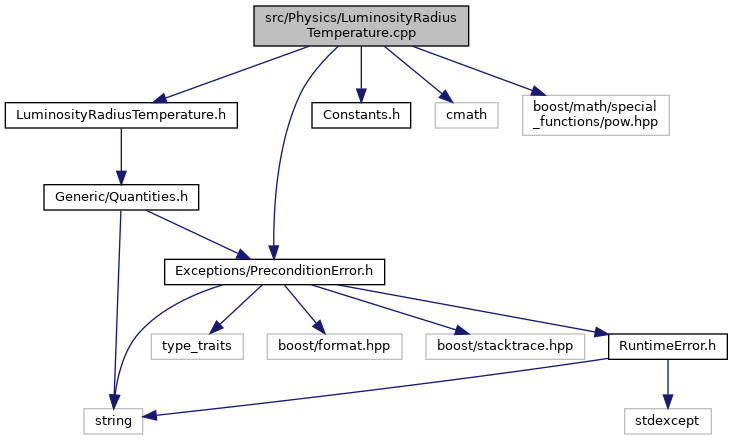 src/Physics/LuminosityRadius
Temperature.cpp
LuminosityRadiusTemperature.h
Constants.h
cmath
boost/math/special
_functions/pow.hpp
Generic/Quantities.h
Exceptions/PreconditionError.h
type_traits
boost/format.hpp
boost/stacktrace.hpp
RuntimeError.h
string
stdexcept